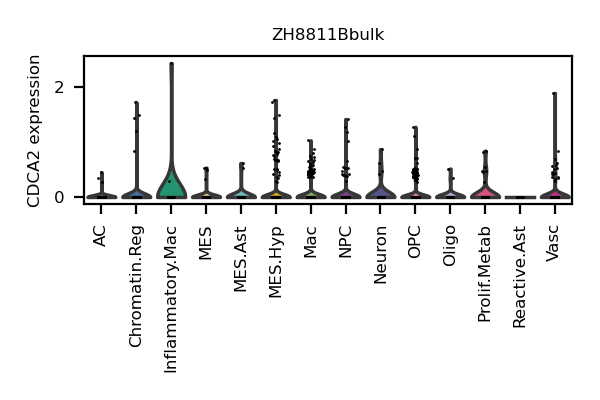 ZH8811Bbulk
CDCA2 expression
2
0
AC
Chromatin.Reg
Inflammatory.Mac
MES
MES.Ast
MES.Hyp
Mac
NPC
Neuron
OPC
Oligo
Prolif.Metab
Reactive.Ast
Vasc